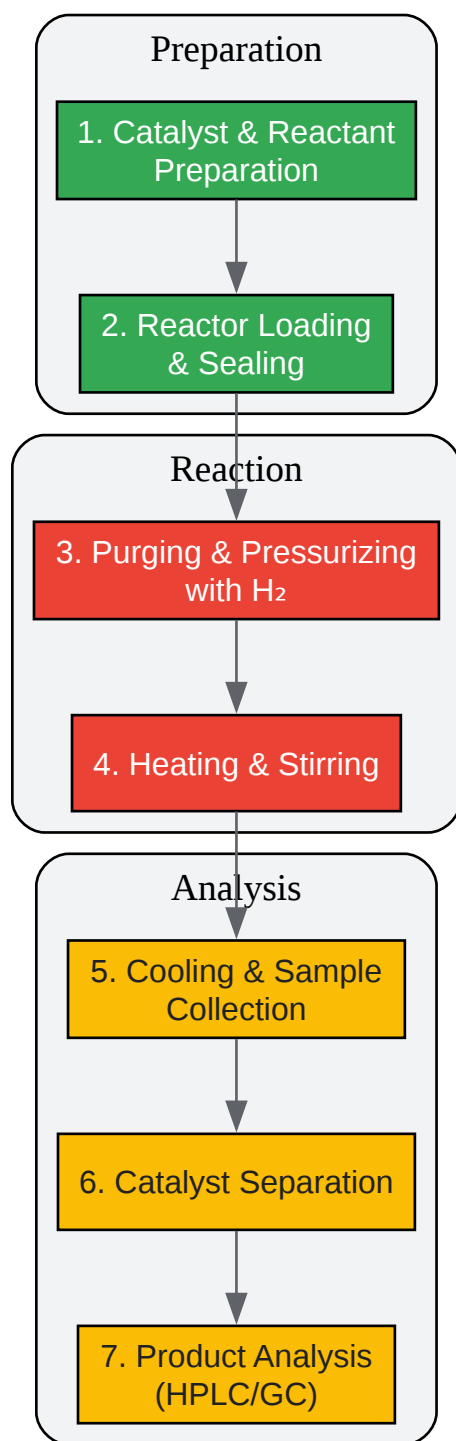 Preparation
1. Catalyst & Reactant
Preparation
2. Reactor Loading
& Sealing
Reaction
3. Purging & Pressurizing
with H₂
4. Heating & Stirring
Analysis
5. Cooling & Sample
Collection
6. Catalyst Separation
7. Product Analysis
(HPLC/GC)